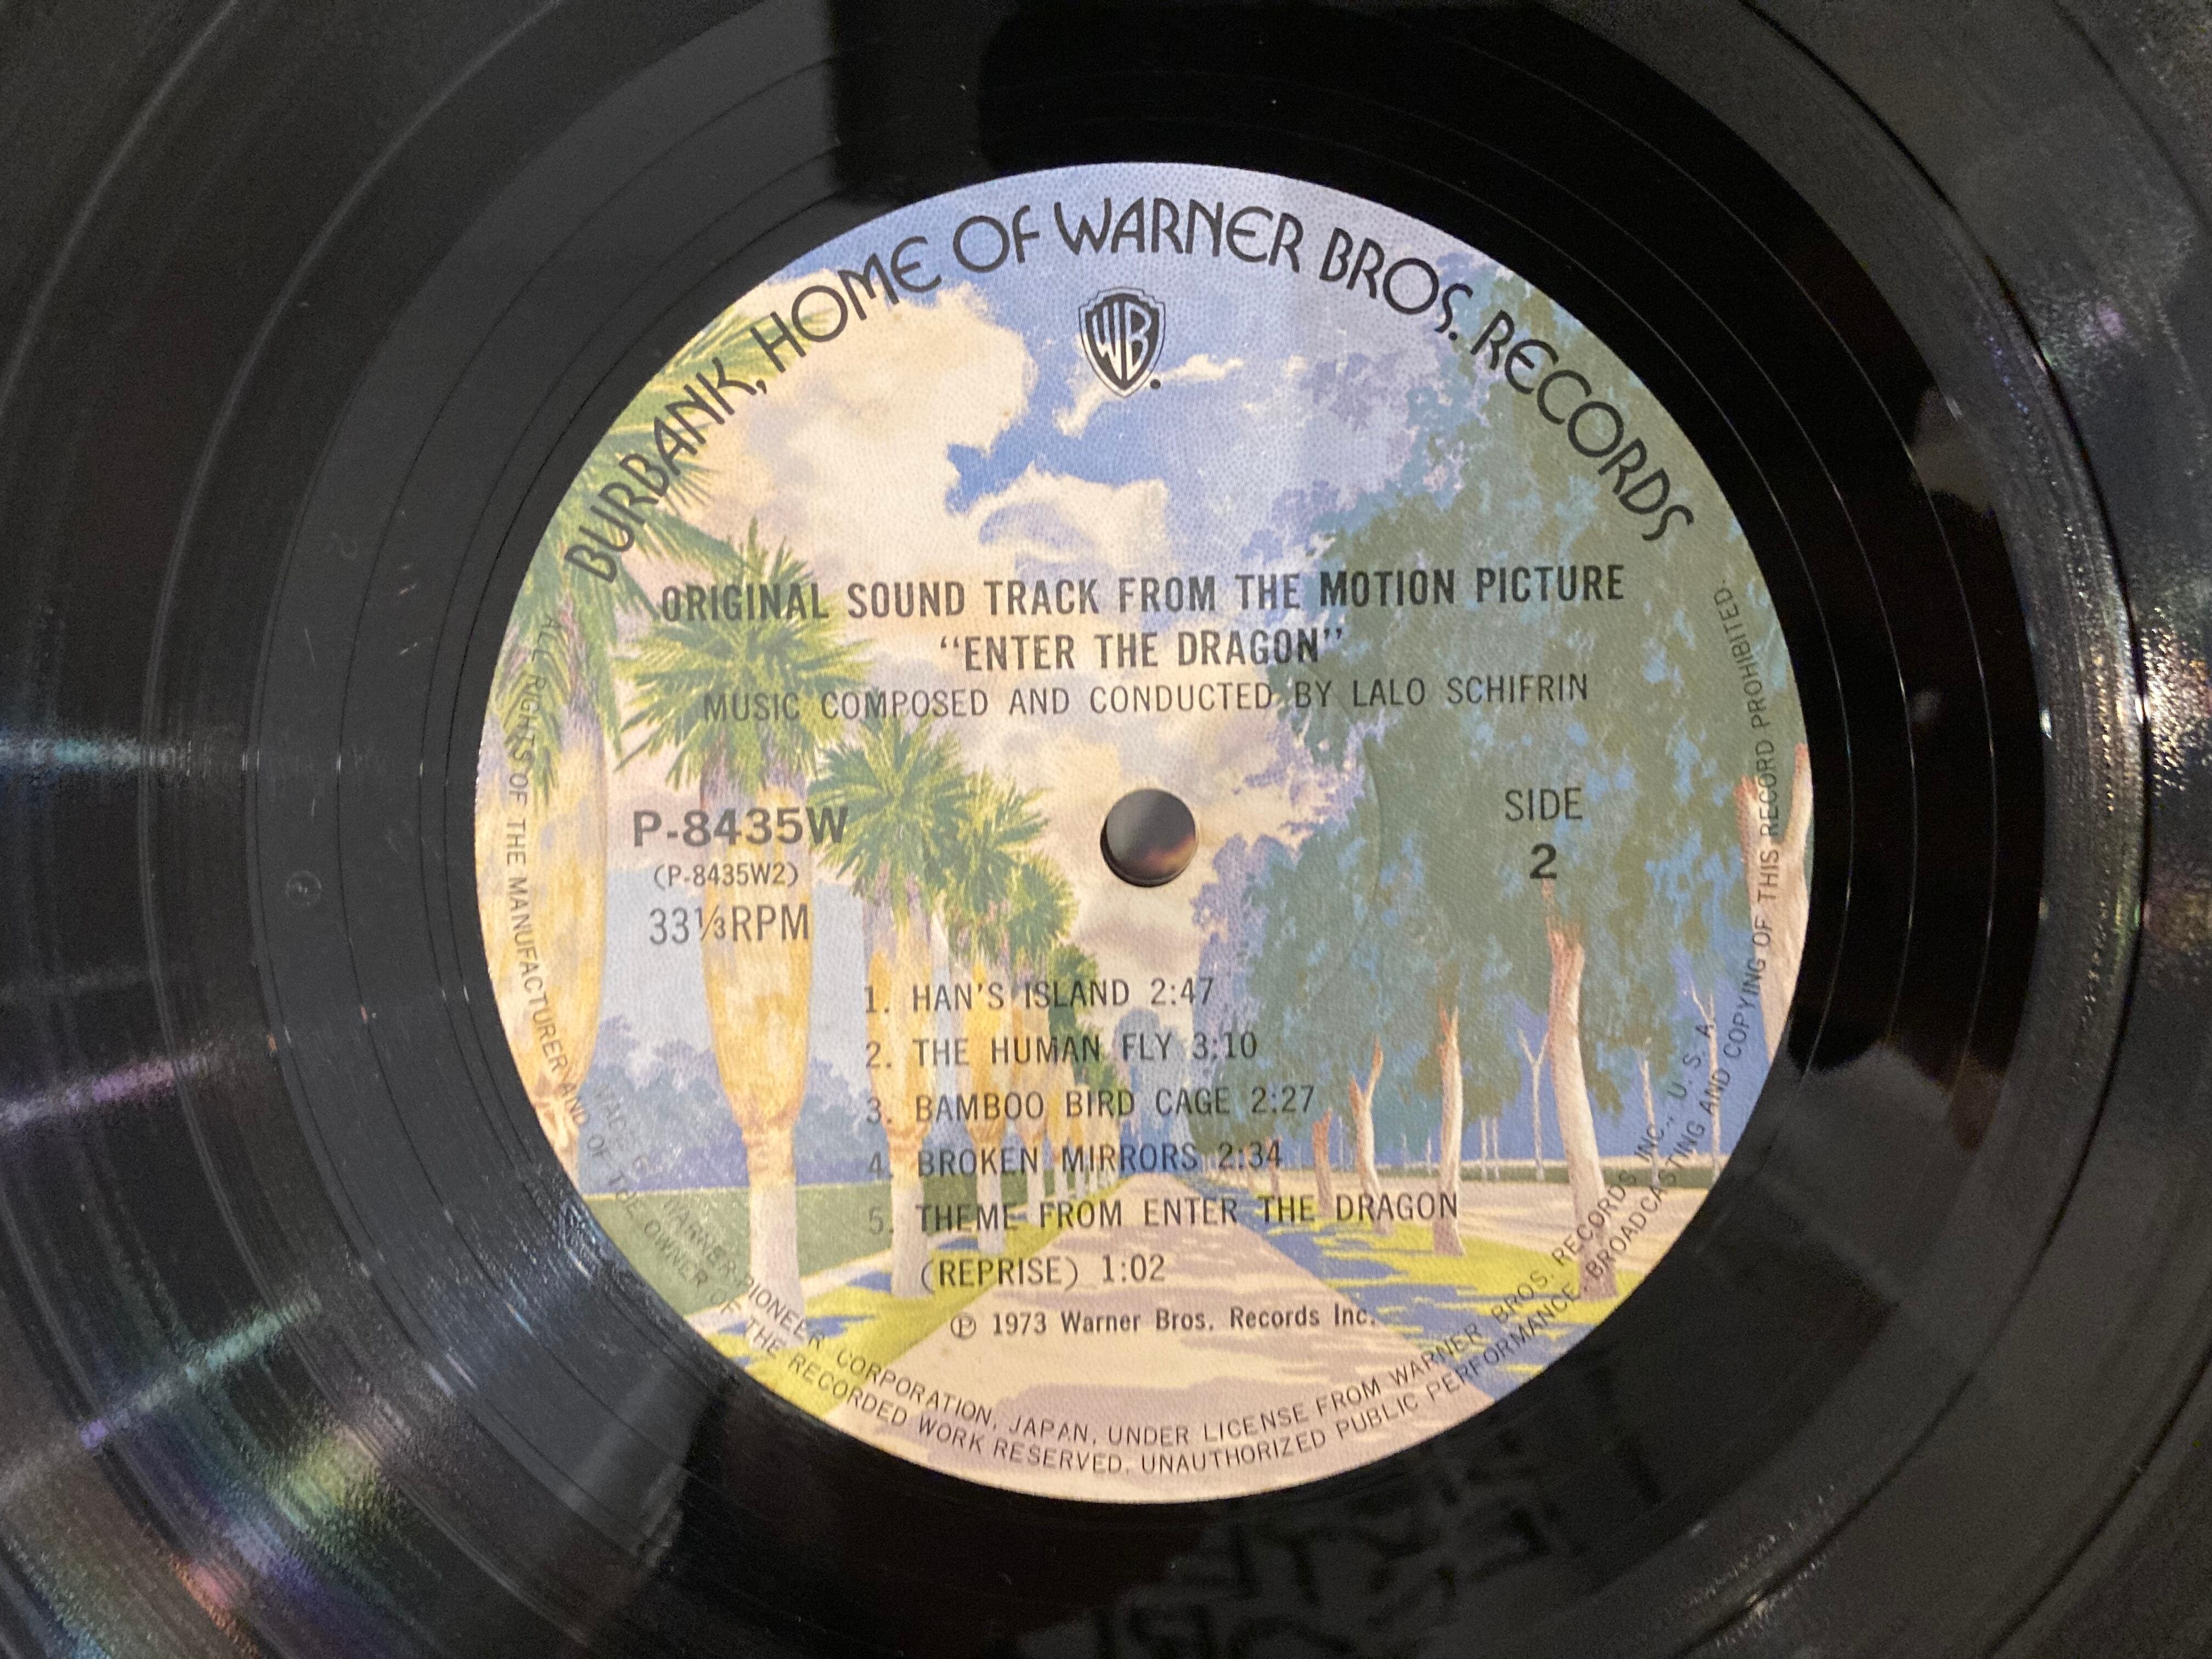 BURBANK, HOME OF WARNER BROS. RECORDS
WB
ORIGINAL SOUND TRACK FROM THE MOTION PICTURE
“ENTER THE DRAGON”
MUSIC COMPOSED AND CONDUCTED BY LALO SCHIFRIN
P-8435W
(P-8435W2)
33⅓RPM
SIDE
2
1. HAN'S ISLAND 2:47
2. THE HUMAN FLY 3:10
3. BAMBOO BIRD CAGE 2:27
4. BROKEN MIRRORS 2:34
5. THEME FROM ENTER THE DRAGON
(REPRISE) 1:02
Ⓟ 1973 Warner Bros. Records Inc.
WARNER-PIONEER CORPORATION, JAPAN, UNDER LICENSE FROM WARNER BROS. RECORDS INC., U. S. A.
ALL RIGHTS OF THE MANUFACTURER AND OF THE OWNER OF THE RECORDED WORK RESERVED. UNAUTHORIZED PUBLIC PERFORMANCE. BROADCASTING AND COPYING OF THIS RECORD PROHIBITED.